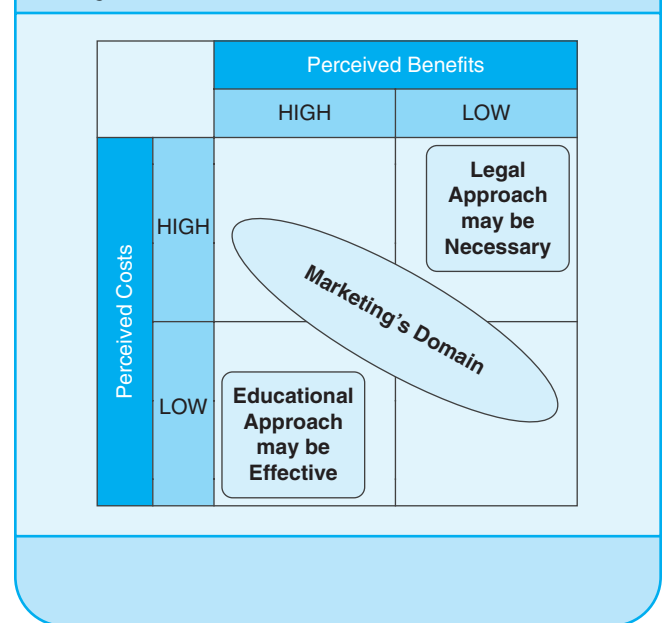 Perceived Benefits
HIGH
LOW
Perceived Costs
HIGH
Legal
Approach
may be
Necessary
Marketing's Domain
LOW
Educational
Approach
may be
Effective